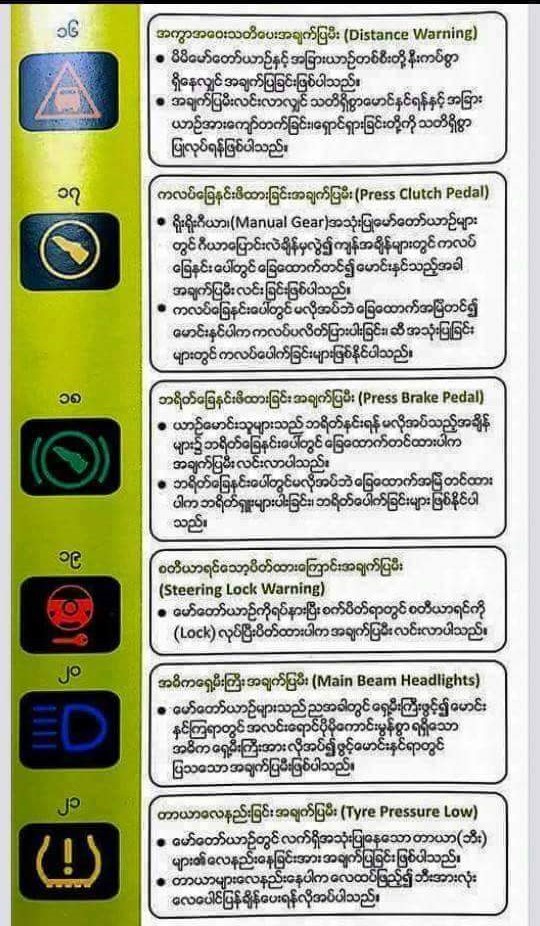 ၁၆
အကွာအဝေးသတိပေးအချက်ပြမီး (Distance Warning)
• မိမိမော်တော်ယာဉ်နှင့် အခြားယာဉ်တစ်စီးတို့ နီးကပ်စွာ
ရှိနေလျှင် အချက်ပြခြင်းဖြစ်ပါသည်။
• အချက်ပြမီးလင်းလာလျှင် သတိရှိစွာမောင်နှင်ရန်နှင့် အခြား
ယာဉ်အားကျော်တက်ခြင်း၊ရှောင်ရှားခြင်းတို့ကို သတိရှိစွာ
ပြုလုပ်ရန်ဖြစ်ပါသည်။
၁၇
ကလပ်ခြေနင်းဖိထားခြင်းအချက်ပြမီး (Press Clutch Pedal)
• ရိုးရိုးဂီယာ၊(Manual Gear)အသုံးပြုမော်တော်ယာဉ်များ
တွင် ဂီယာပြောင်းလဲချိန်မှလွဲ၍ ကျန်အချိန်များတွင် ကလပ်
ခြေနင်း ပေါ်တွင် ခြေထောက်တင်၍ မောင်းနှင်သည့်အခါ
အချက်ပြမီး လင်း ခြင်းဖြစ်ပါသည်။
• ကလပ်ခြေနင်းပေါ်တွင် မလိုအပ်ဘဲ ခြေထောက်အမြဲတင်၍
မောင်းနှင်ပါက ကလပ်ပလိတ်ပြားပါးခြင်း၊ ဆီ အသုံးပြုခြင်း
များတွင် ကလပ်ပေါက်ခြင်းများဖြစ်နိုင်ပါသည်။
၁၈
ဘရိတ်ခြေနင်းဖိထားခြင်း အချက်ပြမီး (Press Brake Pedal)
• ယာဉ်မောင်းသူများသည် ဘရိတ်နင်းရန် မလိုအပ်သည့်အချိန်
များ၌ ဘရိတ်ခြေနင်းပေါ်တွင် ခြေထောက်တင်ထားပါက
အချက်ပြမီး လင်းလာပါသည်။
• ဘရိတ်ခြေနင်းပေါ်တွင်မလိုအပ်ဘဲ ခြေထောက်အမြဲ တင်ထား
ပါက ဘရိတ်ရှူးများပါးခြင်း၊ ဘရိတ်ပေါက်ခြင်းများ ဖြစ်နိုင်ပါ
သည်။
၁၉
စတီယာရင်သော့ပိတ်ထားကြောင်းအချက်ပြမီး
(Steering Lock Warning)
• မော်တော်ယာဉ်ကိုရပ်နားပြီး စက်ပိတ်ရာတွင် စတီယာရင်ကို
(Lock) လုပ်ပြီးပိတ်ထားပါက အချက်ပြမီး လင်းလာပါသည်။
၂၀
အဓိကရှေ့မီးကြီး အချက်ပြမီး (Main Beam Headlights)
• မော်တော်ယာဉ်များသည် ညအခါတွင် ရှေ့မီးကြီးဖွင့်၍ မောင်း
နှင်ကြရာတွင် အလင်းရောင်ပိုမိုကောင်းမွန်စွာ ရရှိသော
အဓိက ရှေ့မီးကြီးအား လိုအပ်၍ ဖွင့်မောင်းနှင်ရာတွင်
ပြသသော အချက်ပြမီးဖြစ်ပါသည်။
၂၁
တာယာလေနည်းခြင်း အချက်ပြမီး (Tyre Pressure Low)
• မော်တော်ယာဉ်တွင် လက်ရှိအသုံးပြုနေသော တာယာ(ဘီး)
များ၏လေနည်းနေခြင်းအား အချက်ပြခြင်း ဖြစ်ပါသည်။
• တာယာများလေနည်းနေပါက လေထပ်ဖြည့်၍ ဘီးအားလုံး
လေပေါင်ပြန်ချိန်ပေးရန်လိုအပ်ပါသည်။